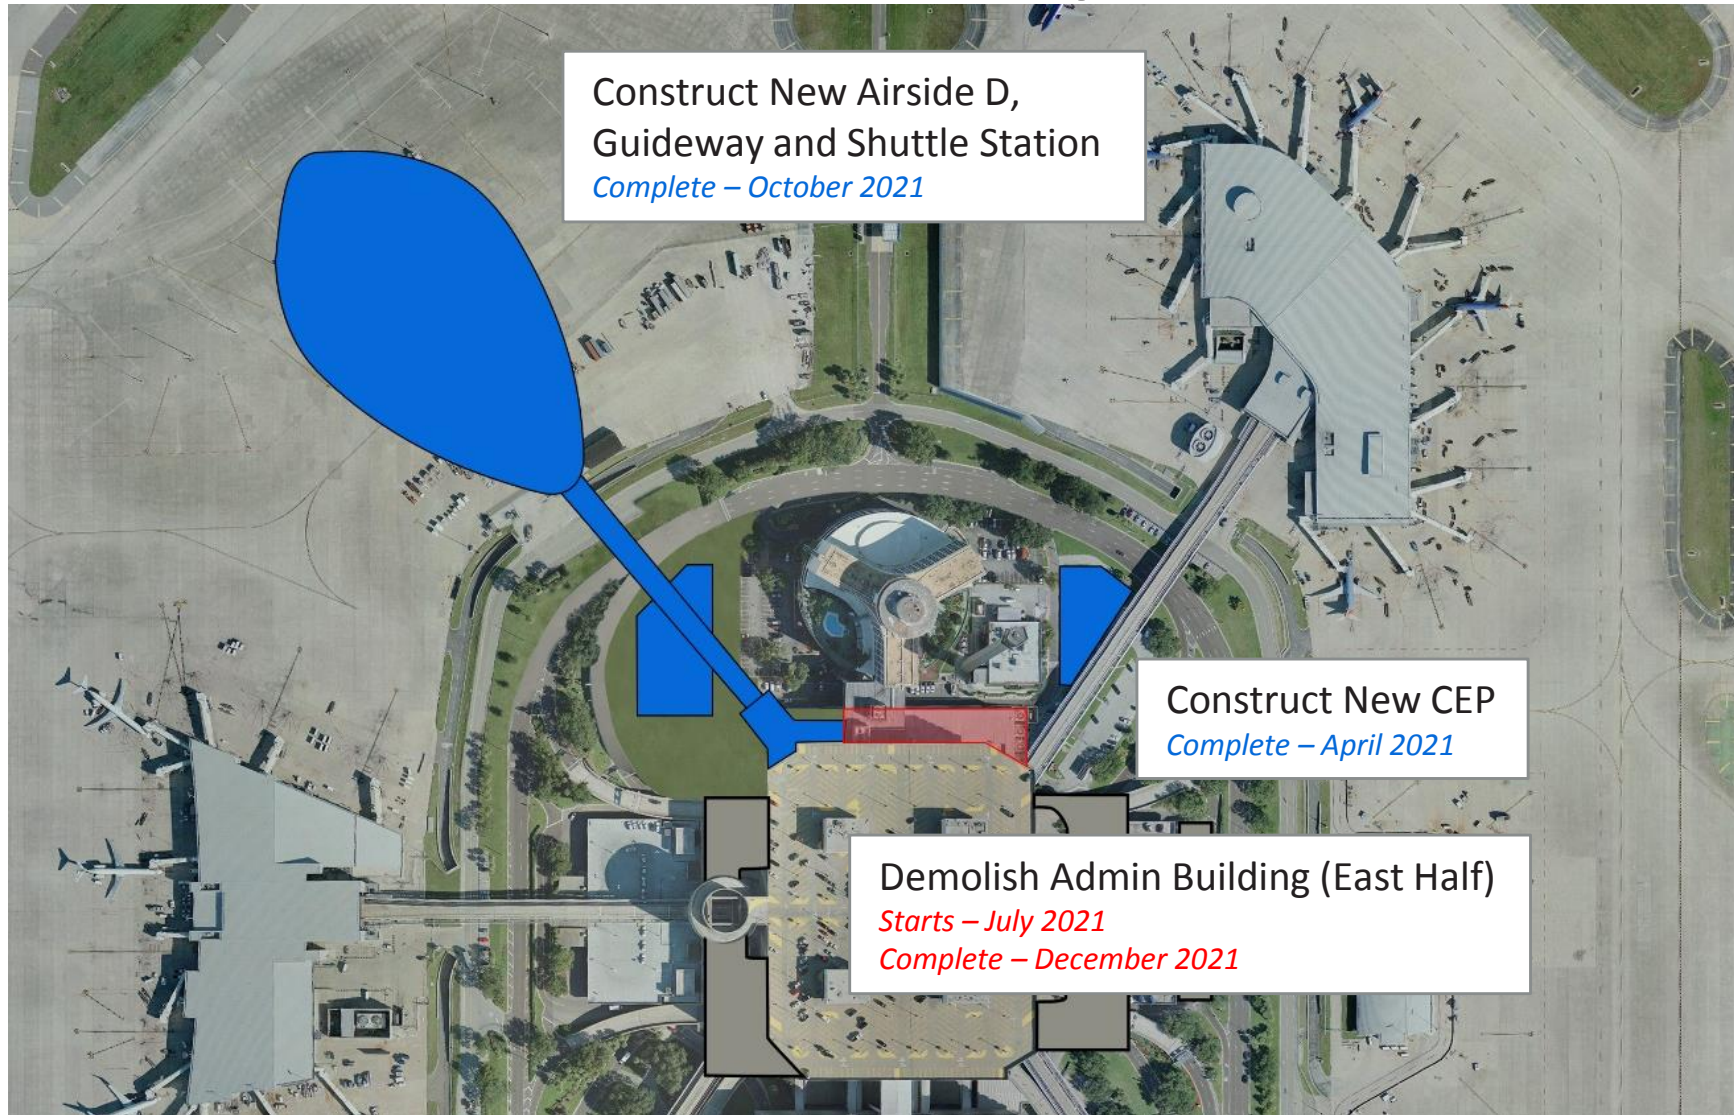 Construct New Airside D,
Guideway and Shuttle Station
Complete – October 2021
Construct New CEP
Complete – April 2021
Demolish Admin Building (East Half)
Starts – July 2021
Complete – December 2021